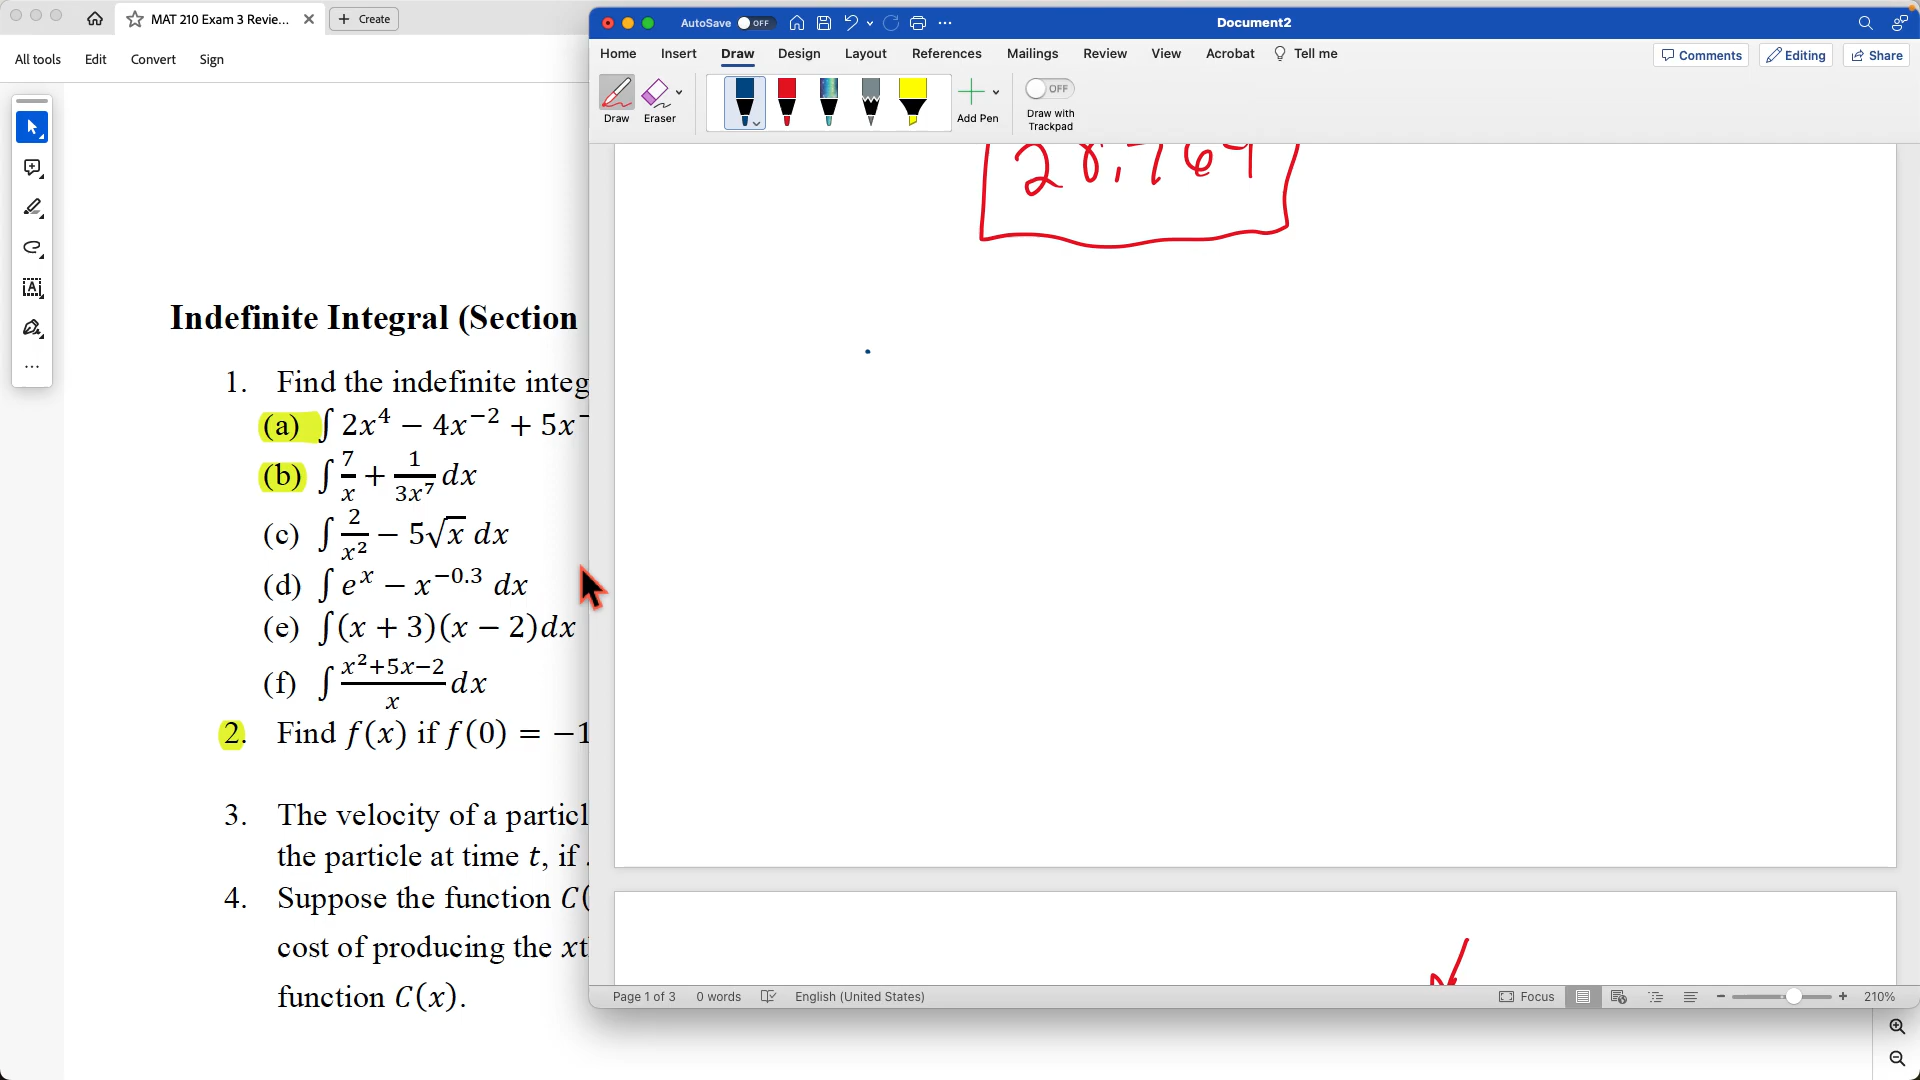 MAT 210 Exam 3 Revie...
+ Create
All tools Edit Convert Sign
AutoSave OFF
Document2
Home Insert Draw Design Layout References Mailings Review View Acrobat Tell me
Comments Editing Share
Draw Eraser Add Pen Draw with Trackpad
OFF
28,764
Indefinite Integral (Section
1. Find the indefinite integ
(a) ∫ 2x⁴ − 4x⁻² + 5x⁻
(b) ∫ 7/x + 1/(3x⁷) dx
(c) ∫ 2/x² − 5√x dx
(d) ∫ eˣ − x⁻⁰·³ dx
(e) ∫(x + 3)(x − 2)dx
(f) ∫ (x²+5x−2)/x dx
2. Find f(x) if f(0) = −1
3. The velocity of a particl
the particle at time t, if
4. Suppose the function C(
cost of producing the xt
function C(x).
Page 1 of 3 0 words English (United States)
Focus 210%